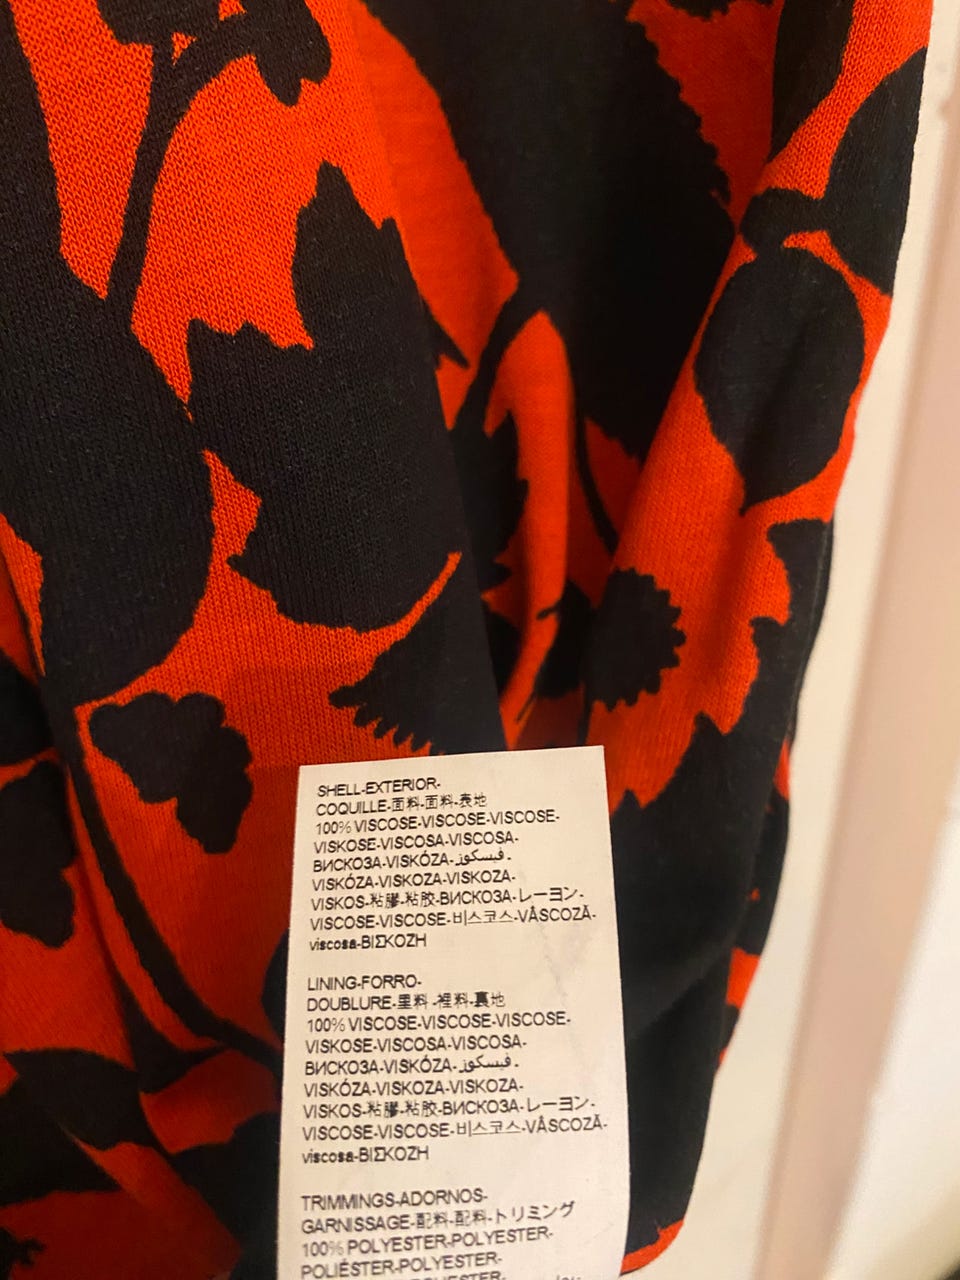 SHELL-EXTERIOR-
COQUILLE-面料-面料-表地
100% VISCOSE-VISCOSE-VISCOSE-
VISKOSE-VISCOSA-VISCOSA-
ВИСКОЗА-VISKÓZA-فيسكوز-
VISKÓZA-VISKOZA-VISKOZA-
VISKOS-粘膠-粘胶-ВИСКОЗА-レーヨン-
VISCOSE-VISCOSE-비스코스-VÂSCOZĂ-
viscosa-ΒΙΣΚΟΖΗ
LINING-FORRO-
DOUBLURE-里料-裡料-裏地
100% VISCOSE-VISCOSE-VISCOSE-
VISKOSE-VISCOSA-VISCOSA-
ВИСКОЗА-VISKÓZA-فيسكوز-
VISKÓZA-VISKOZA-VISKOZA-
VISKOS-粘膠-粘胶-ВИСКОЗА-レーヨン-
VISCOSE-VISCOSE-비스코스-VÂSCOZĂ-
viscosa-ΒΙΣΚΟΖΗ
TRIMMINGS-ADORNOS-
GARNISSAGE-配料-配料-トリミング
100% POLYESTER-POLYESTER-
POLIÉSTER-POLYESTER-